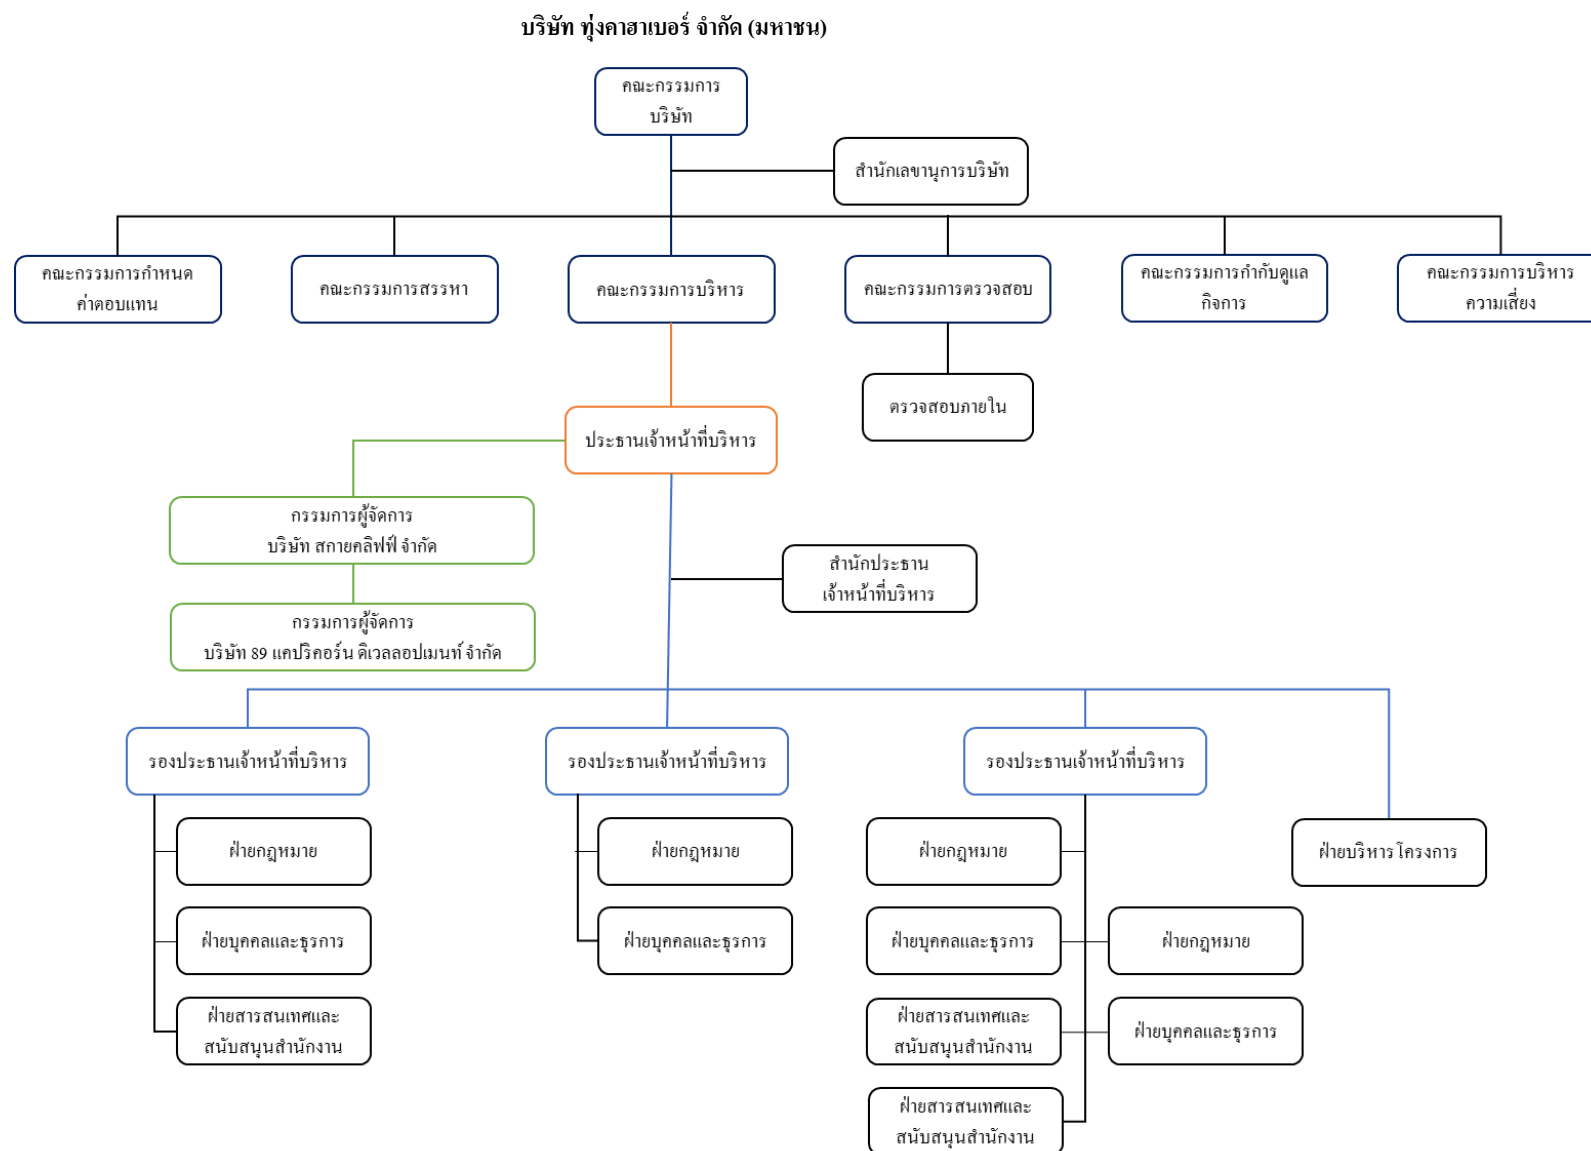 บริษัท ทุ่งคาฮาเบอร์ จำกัด (มหาชน)
คณะกรรมการ
บริษัท
สำนักเลขานุการบริษัท
คณะกรรมการกำหนด
ค่าตอบแทน
คณะกรรมการสรรหา
คณะกรรมการบริหาร
คณะกรรมการตรวจสอบ
คณะกรรมการกำกับดูแล
กิจการ
คณะกรรมการบริหาร
ความเสี่ยง
ตรวจสอบภายใน
ประธานเจ้าหน้าที่บริหาร
กรรมการผู้จัดการ
บริษัท สกายคลิฟฟ์ จำกัด
สำนักประธาน
เจ้าหน้าที่บริหาร
กรรมการผู้จัดการ
บริษัท 89 แคปริคอร์น ดิเวลลอปเมนท์ จำกัด
รองประธานเจ้าหน้าที่บริหาร
รองประธานเจ้าหน้าที่บริหาร
รองประธานเจ้าหน้าที่บริหาร
ฝ่ายกฎหมาย
ฝ่ายกฎหมาย
ฝ่ายกฎหมาย
ฝ่ายบริหารโครงการ
ฝ่ายบุคคลและธุรการ
ฝ่ายบุคคลและธุรการ
ฝ่ายบุคคลและธุรการ
ฝ่ายกฎหมาย
ฝ่ายสารสนเทศและ
สนับสนุนสำนักงาน
ฝ่ายสารสนเทศและ
สนับสนุนสำนักงาน
ฝ่ายบุคคลและธุรการ
ฝ่ายสารสนเทศและ
สนับสนุนสำนักงาน